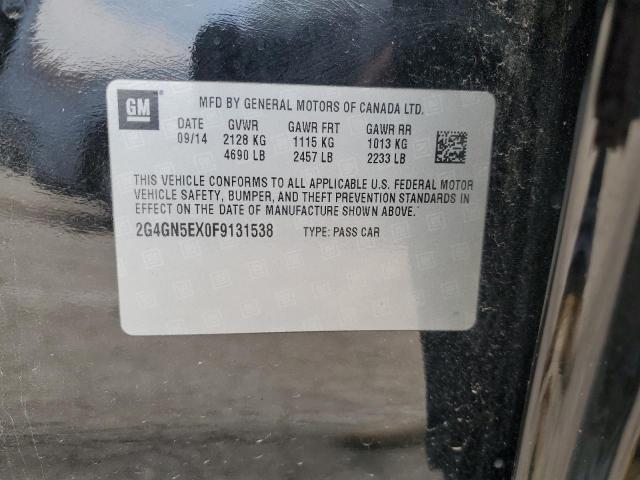 GM
MFD BY GENERAL MOTORS OF CANADA LTD.
DATE GVWR GAWR FRT GAWR RR
09/14 2128 KG 1115 KG 1013 KG
4690 LB 2457 LB 2233 LB
THIS VEHICLE CONFORMS TO ALL APPLICABLE U.S. FEDERAL MOTOR
VEHICLE SAFETY, BUMPER, AND THEFT PREVENTION STANDARDS IN
EFFECT ON THE DATE OF MANUFACTURE SHOWN ABOVE.
2G4GN5EX0F9131538 TYPE: PASS CAR